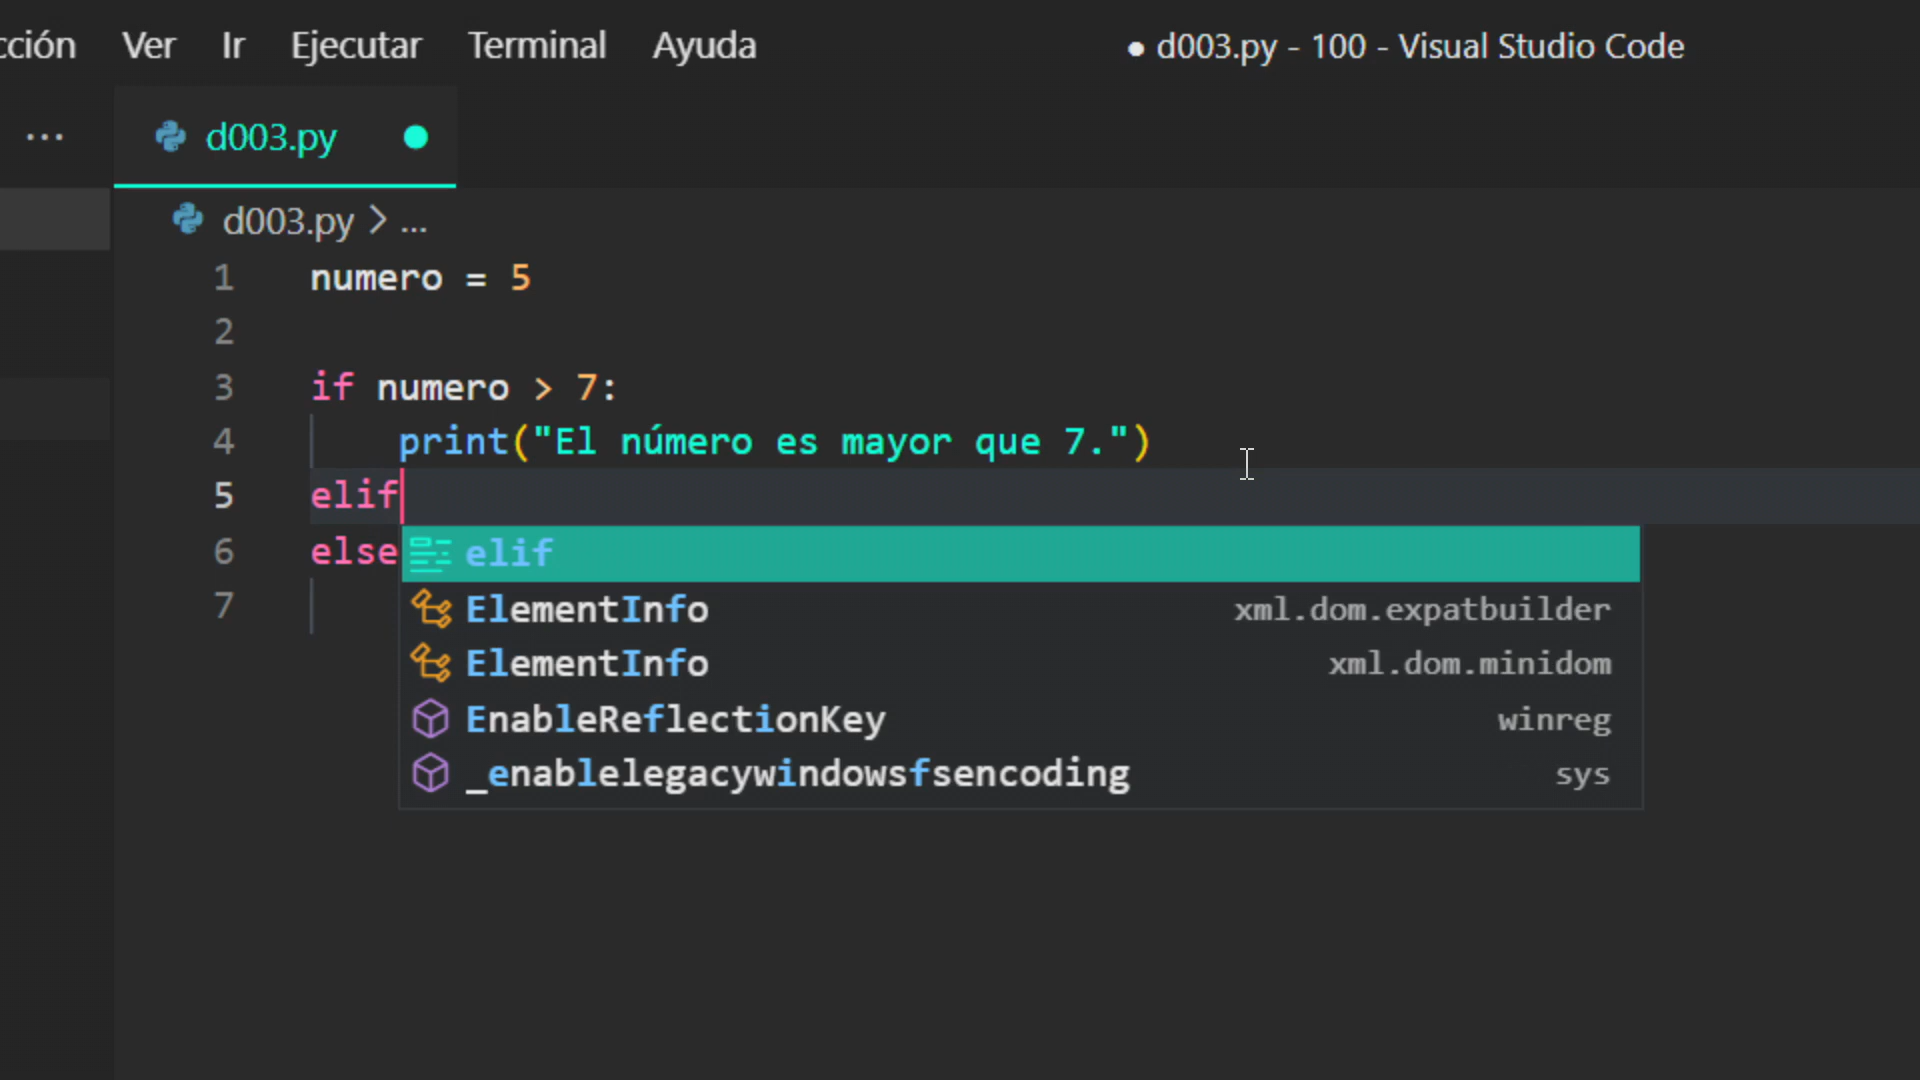 cción Ver Ir Ejecutar Terminal Ayuda ● d003.py - 100 - Visual Studio Code
... d003.py
d003.py > ...
1 numero = 5
2
3 if numero > 7:
4 print("El número es mayor que 7.")
5 elif
6 else
7
elif
ElementInfo xml.dom.expatbuilder
ElementInfo xml.dom.minidom
EnableReflectionKey winreg
_enablelegacywindowsfsencoding sys